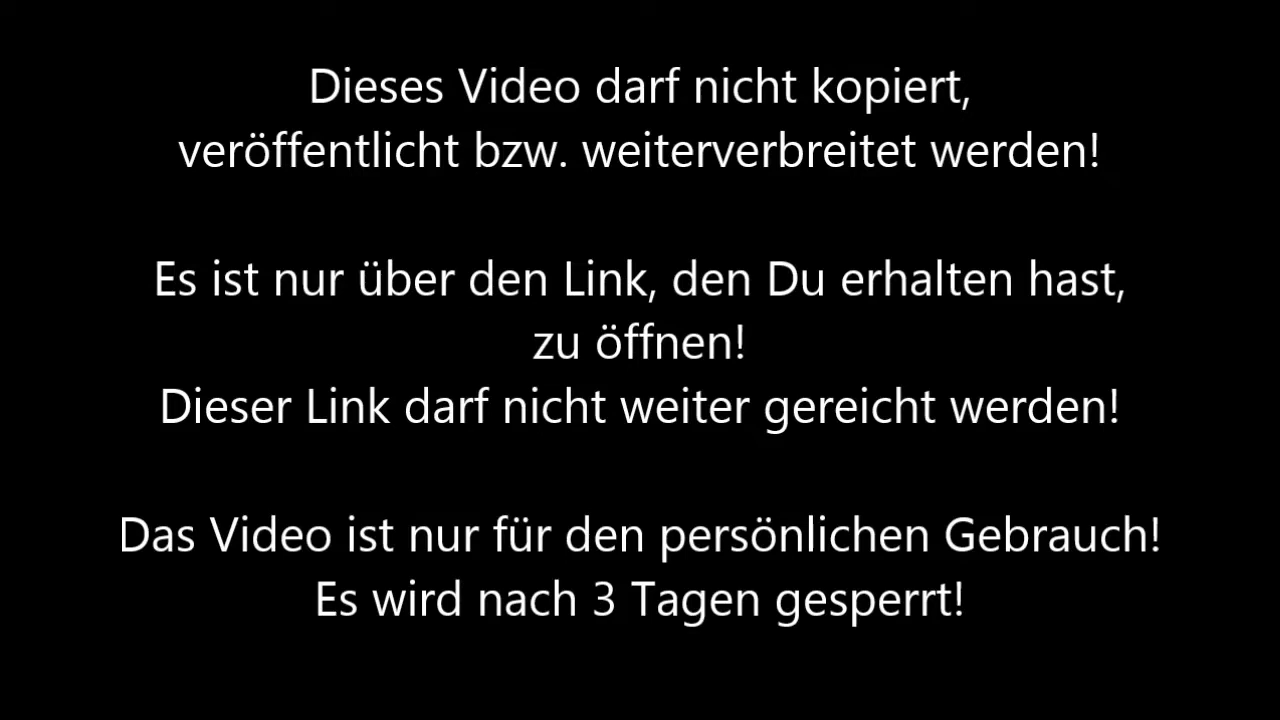 Dieses Video darf nicht kopiert,
veröffentlicht bzw. weiterverbreitet werden!
Es ist nur über den Link, den Du erhalten hast,
zu öffnen!
Dieser Link darf nicht weiter gereicht werden!
Das Video ist nur für den persönlichen Gebrauch!
Es wird nach 3 Tagen gesperrt!